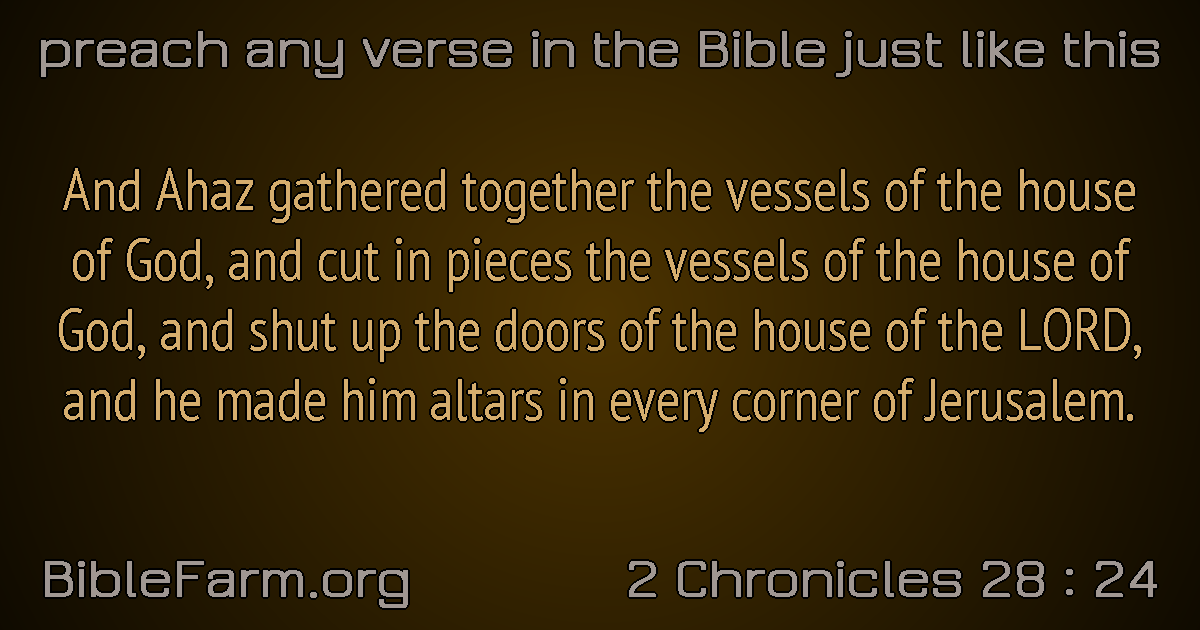 preach any verse in the Bible just like this
And Ahaz gathered together the vessels of the house
of God, and cut in pieces the vessels of the house of
God, and shut up the doors of the house of the LORD,
and he made him altars in every corner of Jerusalem.
BibleFarm.org
2 Chronicles 28 : 24